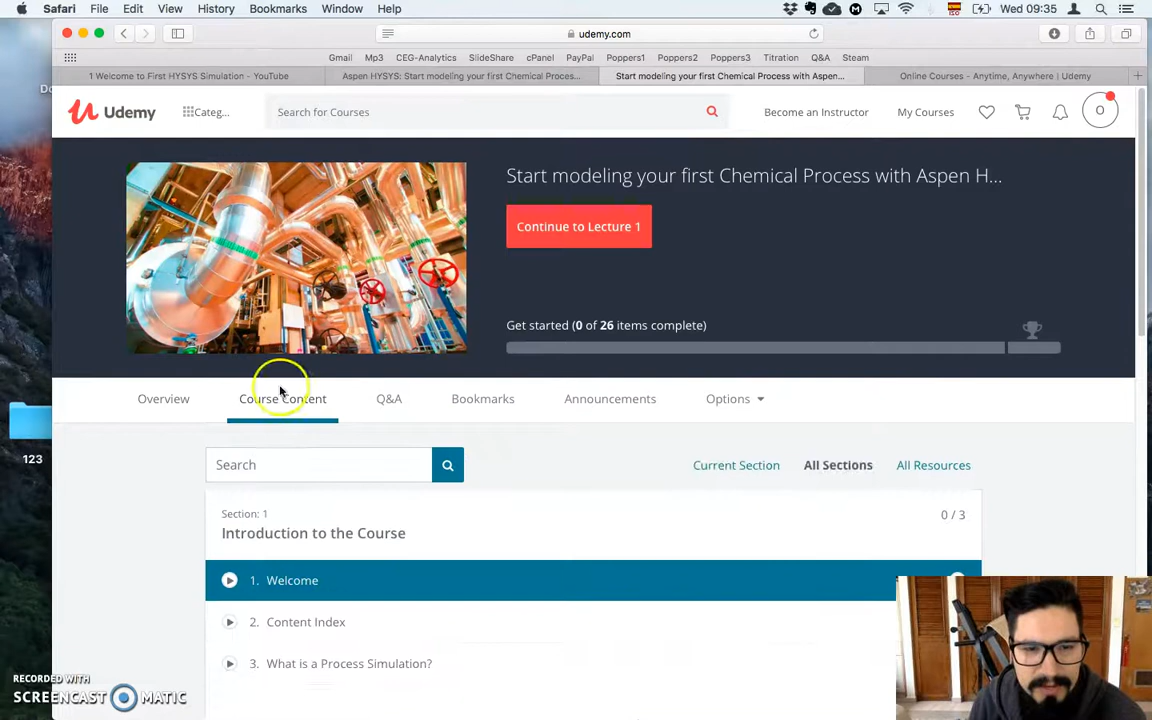 Safari File Edit View History Bookmarks Window Help
Wed 09:35
udemy.com
Gmail Mp3 CEG-Analytics SlideShare cPanel PayPal Poppers1 Poppers2 Poppers3 Titration Q&A Steam
1 Welcome to First HYSYS Simulation - YouTube
Aspen HYSYS: Start modeling your first Chemical Proces...
Start modeling your first Chemical Process with Aspen...
Online Courses - Anytime, Anywhere | Udemy
Udemy
Categ...
Search for Courses
Become an Instructor
My Courses
O
Start modeling your first Chemical Process with Aspen H...
Continue to Lecture 1
Get started (0 of 26 items complete)
Overview Course Content Q&A Bookmarks Announcements Options
123
Search
Current Section All Sections All Resources
Section: 1
0 / 3
Introduction to the Course
1. Welcome
2. Content Index
3. What is a Process Simulation?
RECORDED WITH
SCREENCAST MATIC